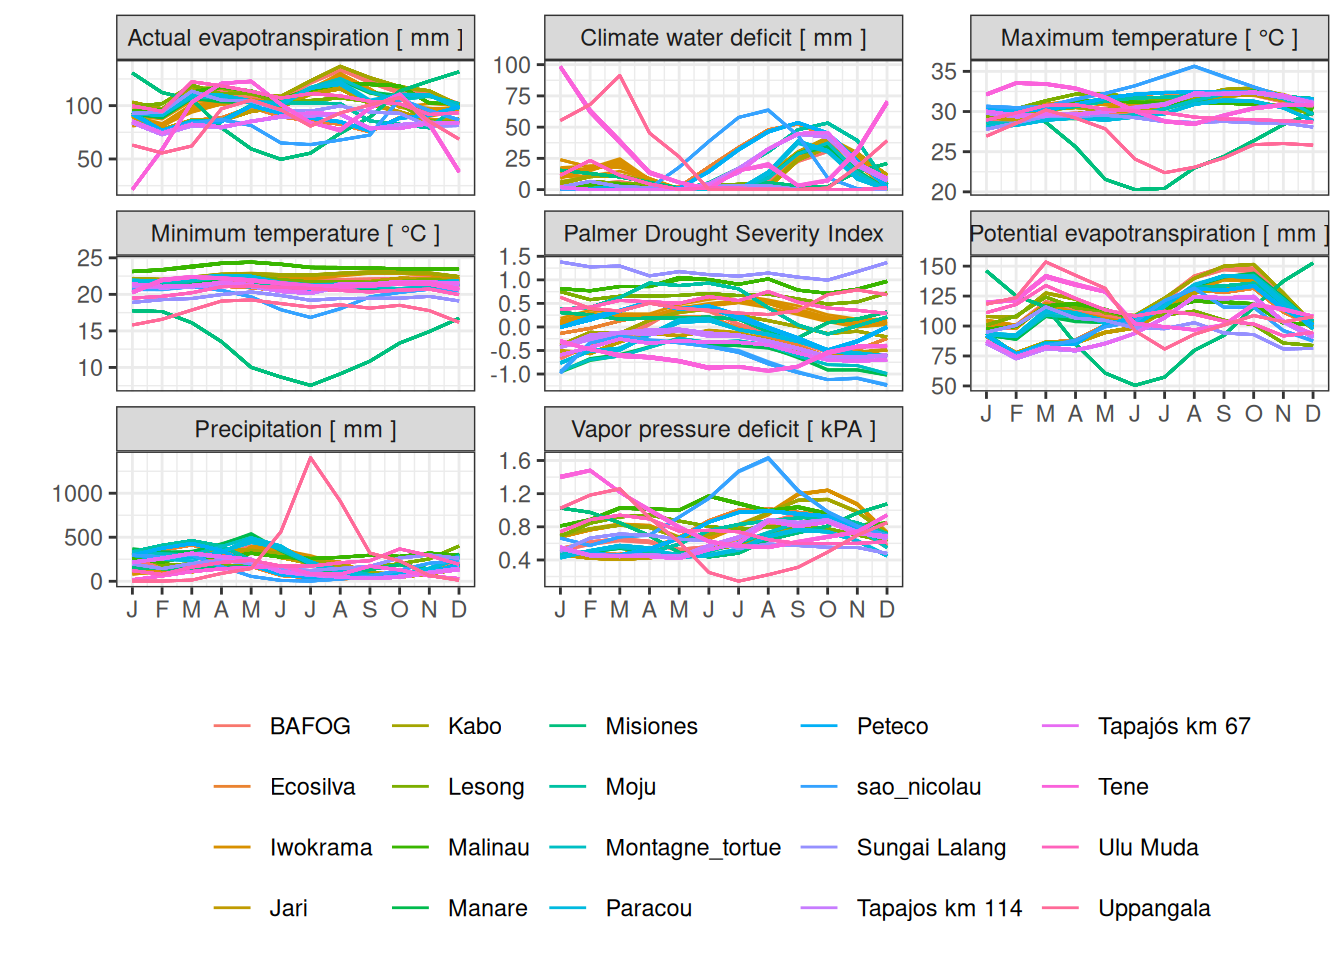 Actual evapotranspiration [ mm ]
Climate water deficit [ mm ]
Maximum temperature [ °C ]
100
50
100
75
50
25
0
35
30
25
20
Minimum temperature [ °C ]
Palmer Drought Severity Index
Potential evapotranspiration [ mm ]
25
20
15
10
1.5
1.0
0.5
0.0
-0.5
-1.0
150
125
100
75
50
J F M A M J J A S O N D
Precipitation [ mm ]
Vapor pressure deficit [ kPA ]
1000
500
0
1.6
1.2
0.8
0.4
J F M A M J J A S O N D
J F M A M J J A S O N D
BAFOG Kabo Misiones Peteco Tapajós km 67
Ecosilva Lesong Moju sao_nicolau Tene
Iwokrama Malinau Montagne_tortue Sungai Lalang Ulu Muda
Jari Manare Paracou Tapajos km 114 Uppangala